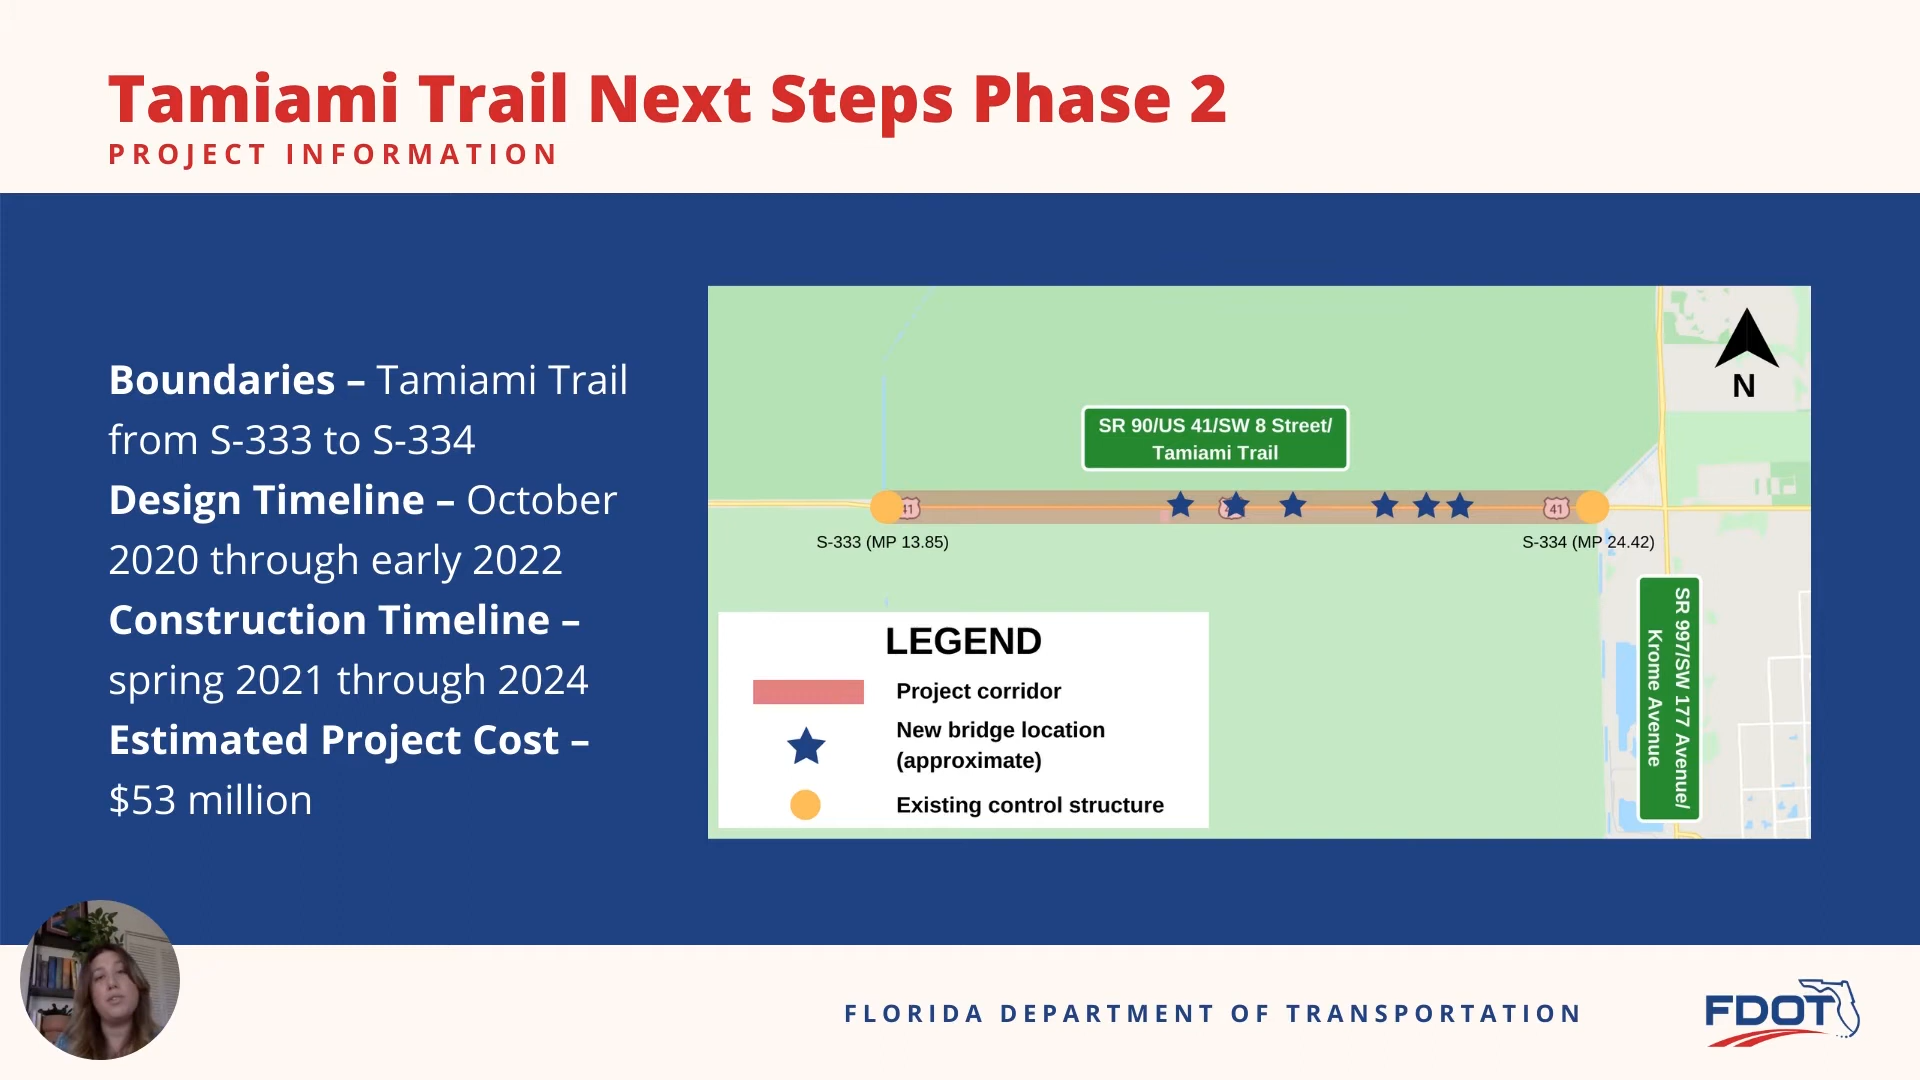 Tamiami Trail Next Steps Phase 2
PROJECT INFORMATION
Boundaries – Tamiami Trail
from S-333 to S-334
Design Timeline – October
2020 through early 2022
Construction Timeline –
spring 2021 through 2024
Estimated Project Cost –
$53 million
N
SR 90/US 41/SW 8 Street/
Tamiami Trail
41
41
S-333 (MP 13.85)
S-334 (MP 24.42)
SR 997/SW 177 Avenue/
Krome Avenue
LEGEND
Project corridor
New bridge location
(approximate)
Existing control structure
FLORIDA DEPARTMENT OF TRANSPORTATION
FDOT